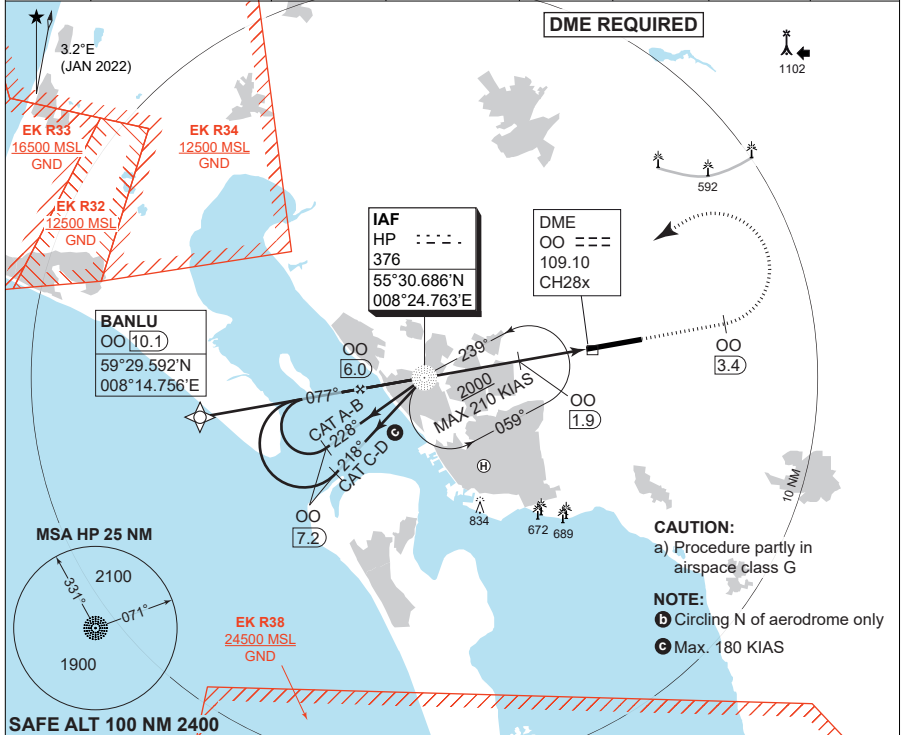 DME REQUIRED
3.2°E
(JAN 2022)
1102
EK R33
16500 MSL
GND
EK R34
12500 MSL
GND
EK R32
12500 MSL
GND
592
IAF
HP
376
55°30.686'N
008°24.763'E
DME
OO
109.10
CH28x
BANLU
OO 10.1
59°29.592'N
008°14.756'E
OO
6.0
239°
2000
MAX 210 KIAS
059°
OO
1.9
OO
3.4
077°
CAT A-B
228°
218°
CAT C-D
c
OO
7.2
H
834
672
689
10 NM
MSA HP 25 NM
2100
331°
071°
1900
SAFE ALT 100 NM 2400
EK R38
24500 MSL
GND
CAUTION:
a) Procedure partly in
airspace class G
NOTE:
b Circling N of aerodrome only
c Max. 180 KIAS